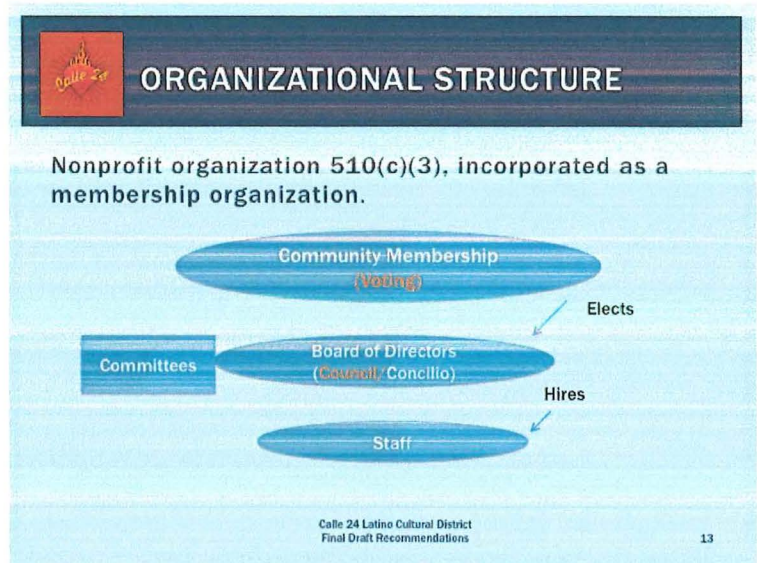 Calle 24
ORGANIZATIONAL STRUCTURE
Nonprofit organization 510(c)(3), incorporated as a
membership organization.
Community Membership
(Voting)
Elects
Committees
Board of Directors
(Council/Concilio)
Hires
Staff
Calle 24 Latino Cultural District
Final Draft Recommendations
13